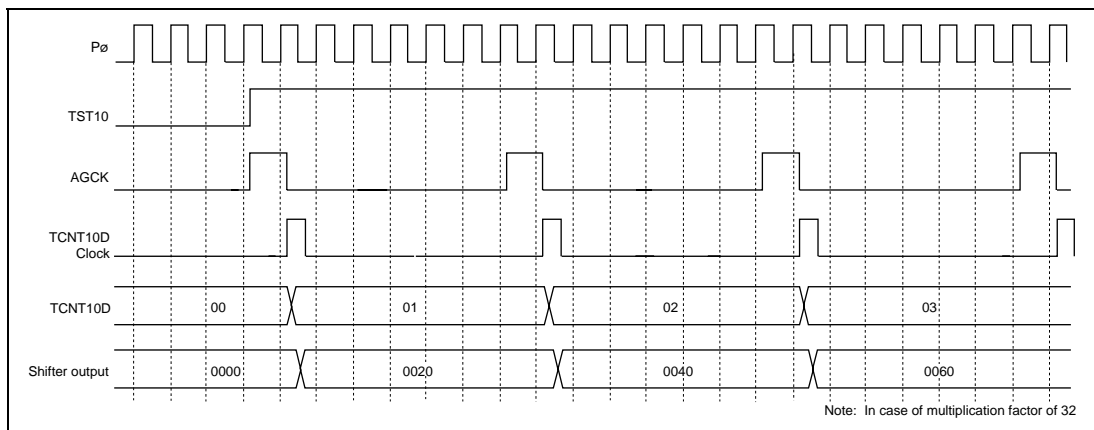 Pø
TST10
AGCK
TCNT10D
Clock
TCNT10D 00 01 02 03
Shifter output 0000 0020 0040 0060
Note: In case of multiplication factor of 32